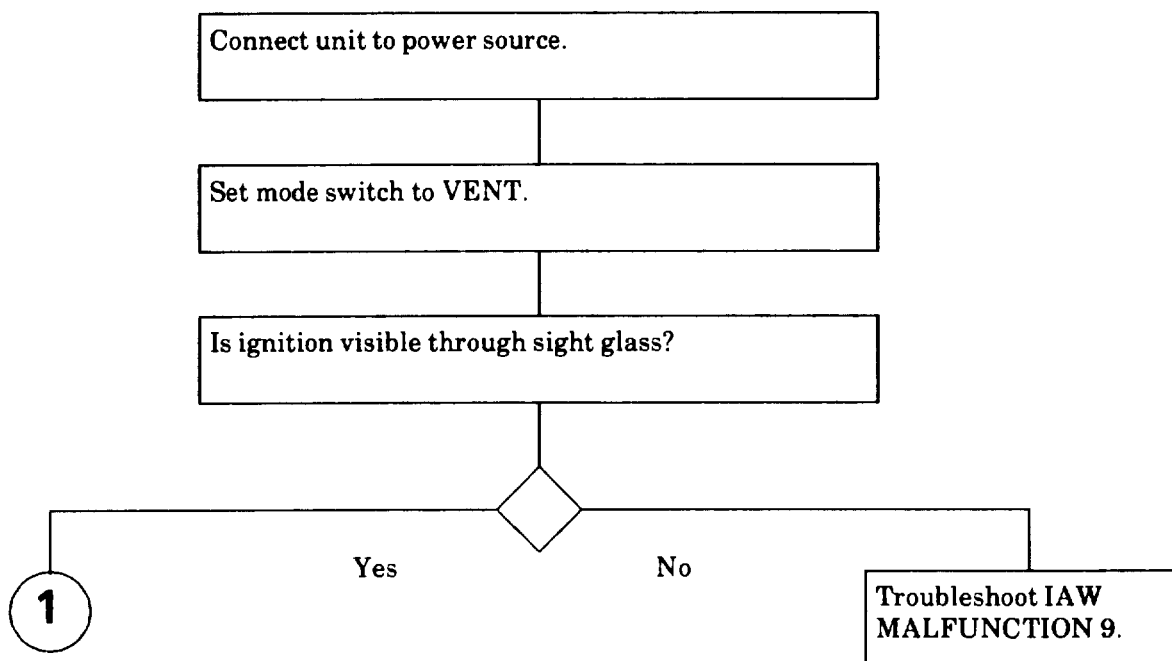 Connect unit to power source.
Set mode switch to VENT.
Is ignition visible through sight glass?
Yes
No
1
Troubleshoot IAW
MALFUNCTION 9.